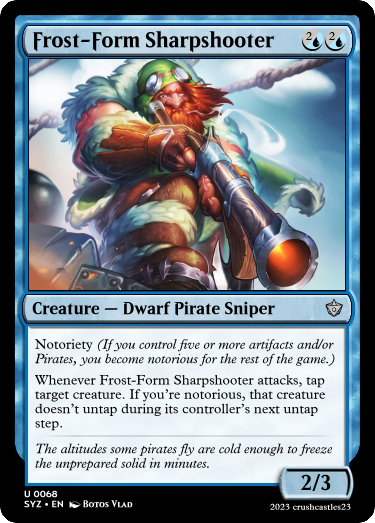 Frost-Form Sharpshooter 2/U 2/U
Creature — Dwarf Pirate Sniper
Notoriety (If you control five or more artifacts and/or
Pirates, you become notorious for the rest of the game.)
Whenever Frost-Form Sharpshooter attacks, tap
target creature. If you're notorious, that creature
doesn't untap during its controller's next untap
step.
The altitudes some pirates fly are cold enough to freeze
the unprepared solid in minutes.
2/3
U 0068
SYZ • EN Botos Vlad
2023 crushcastles23